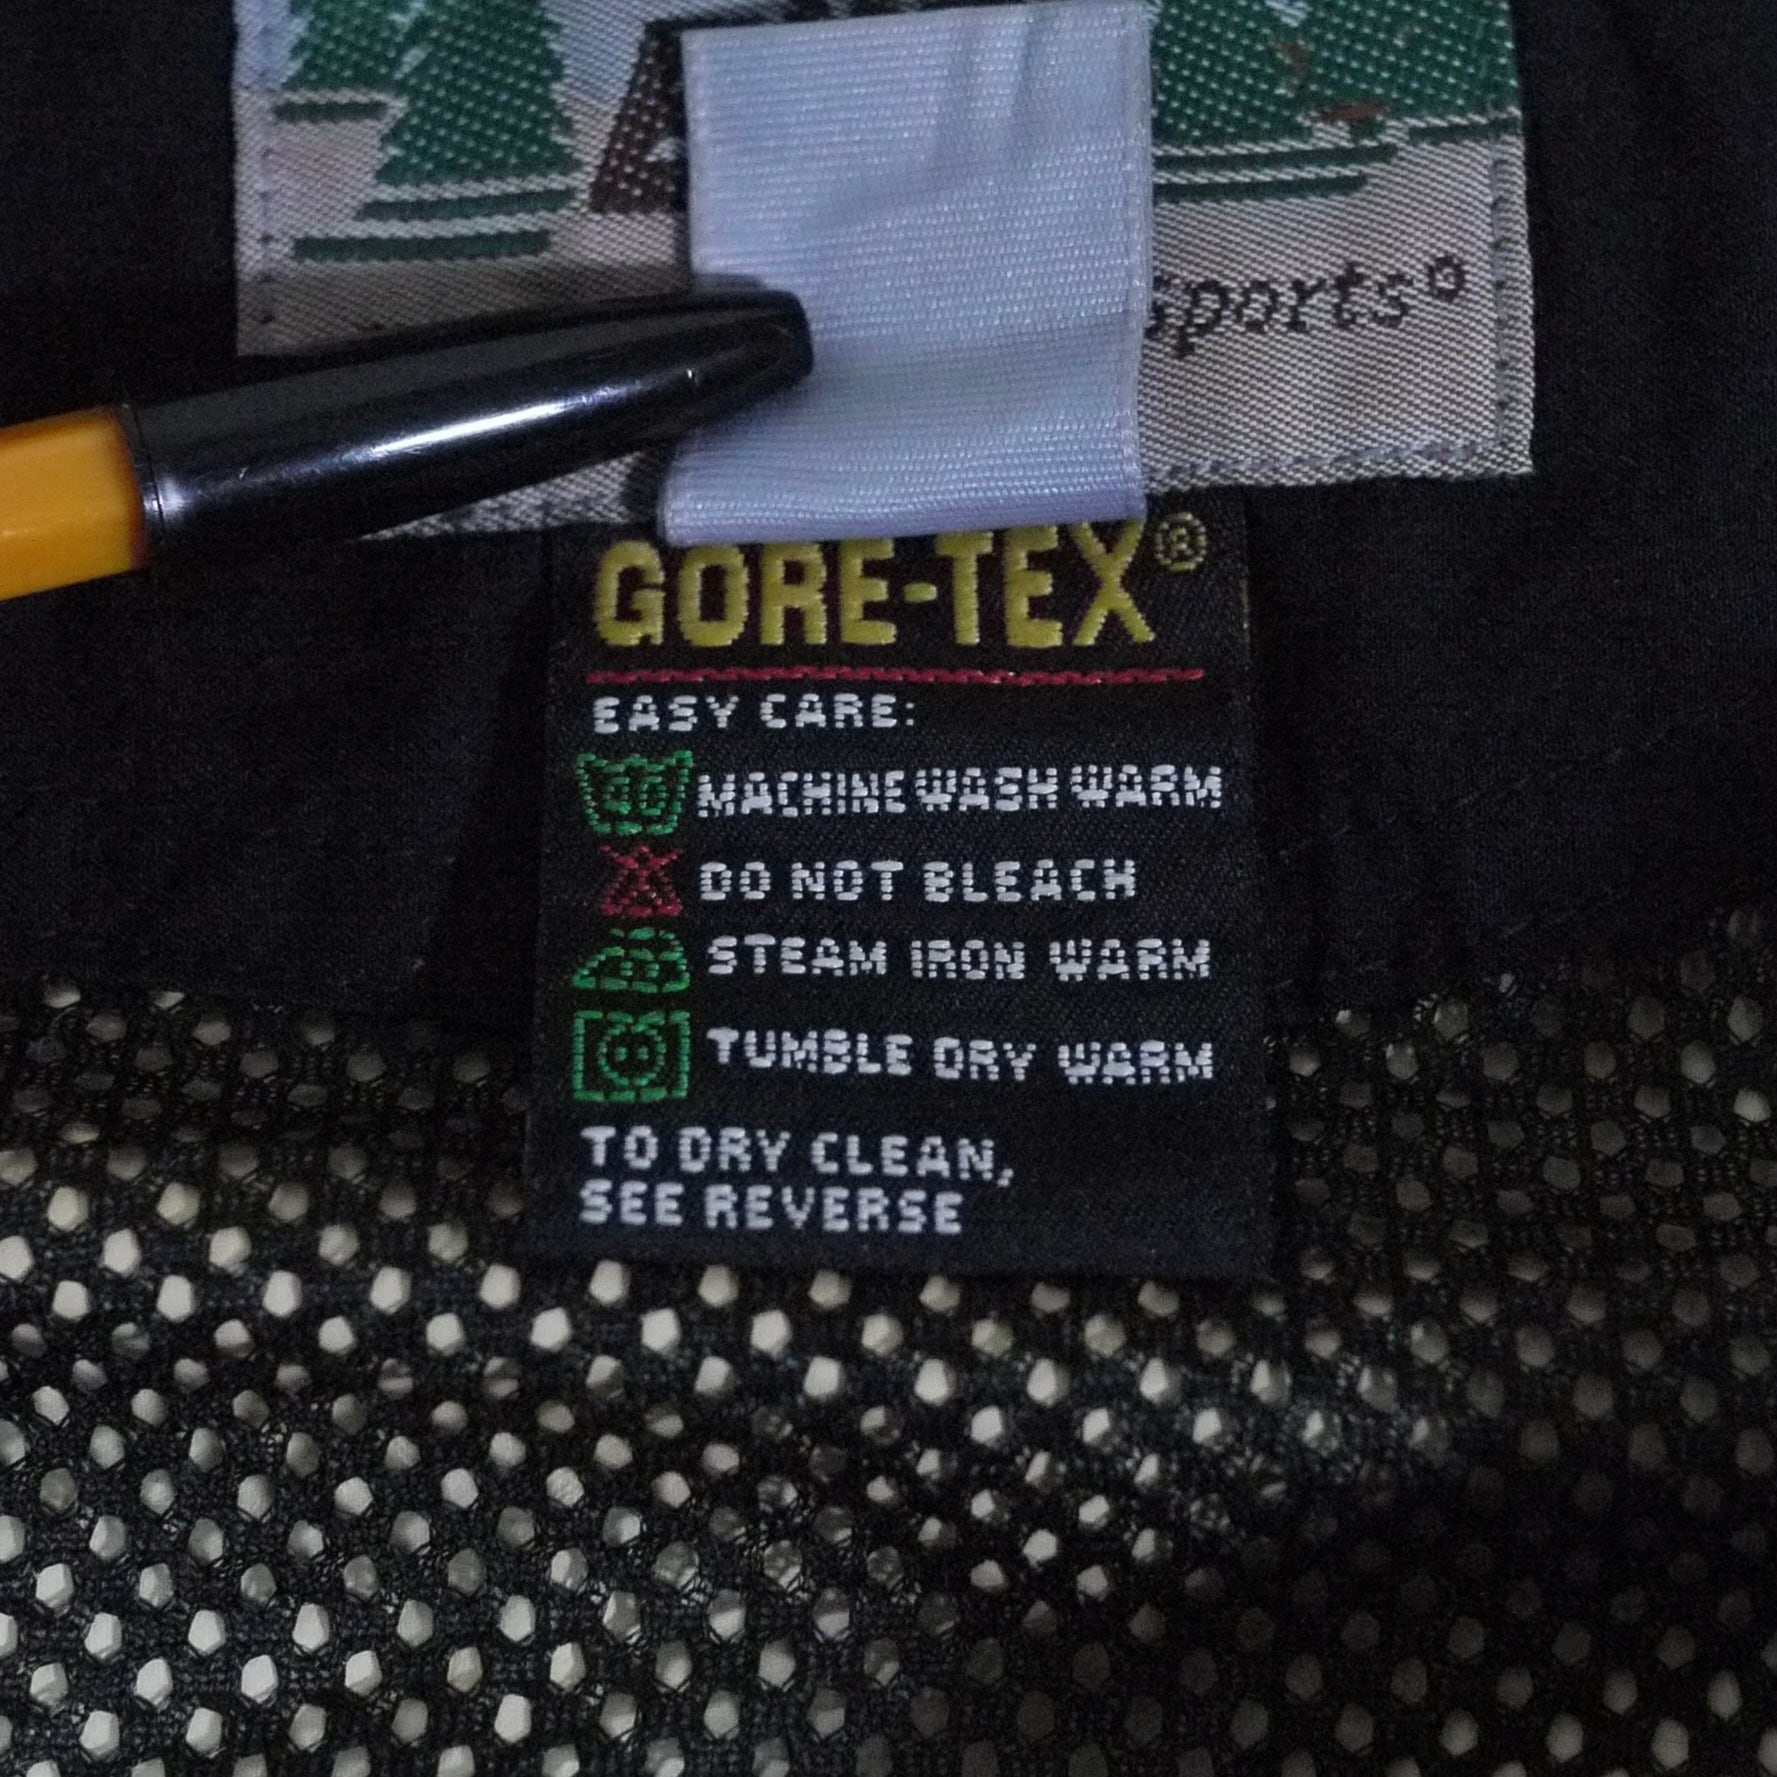 sports®
GORE-TEX®
EASY CARE:
40 MACHINE WASH WARM
DO NOT BLEACH
STEAM IRON WARM
TUMBLE DRY WARM
TO DRY CLEAN,
SEE REVERSE